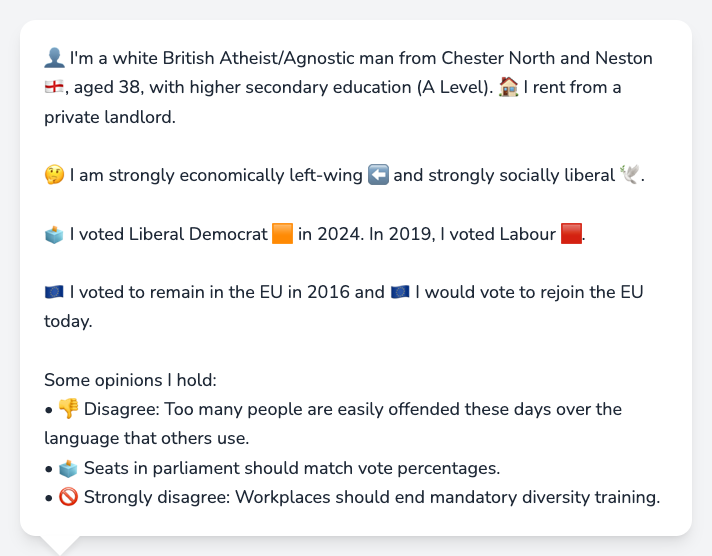 👤 I'm a white British Atheist/Agnostic man from Chester North and Neston
🏴󠁧󠁢󠁥󠁮󠁧󠁿, aged 38, with higher secondary education (A Level). 🏠 I rent from a
private landlord.
🤔 I am strongly economically left-wing ⬅️ and strongly socially liberal 🕊️.
🗳️ I voted Liberal Democrat 🟧 in 2024. In 2019, I voted Labour 🟥.
🇪🇺 I voted to remain in the EU in 2016 and 🇪🇺 I would vote to rejoin the EU
today.
Some opinions I hold:
• 👎 Disagree: Too many people are easily offended these days over the
language that others use.
• 🗳️ Seats in parliament should match vote percentages.
• 🚫 Strongly disagree: Workplaces should end mandatory diversity training.